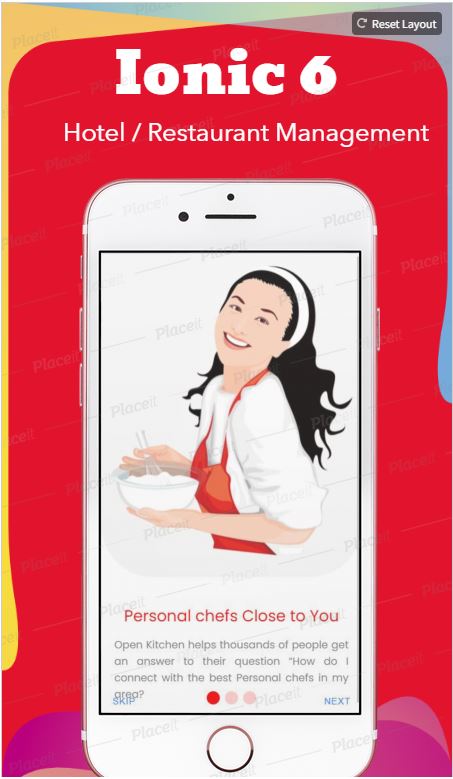 Reset Layout
Ionic 6
Hotel / Restaurant Management
Personal chefs Close to You
Open Kitchen helps thousands of people get
an answer to their question "How do I
connect with the best Personal chefs in my
area?
SKIP
NEXT
Placeit